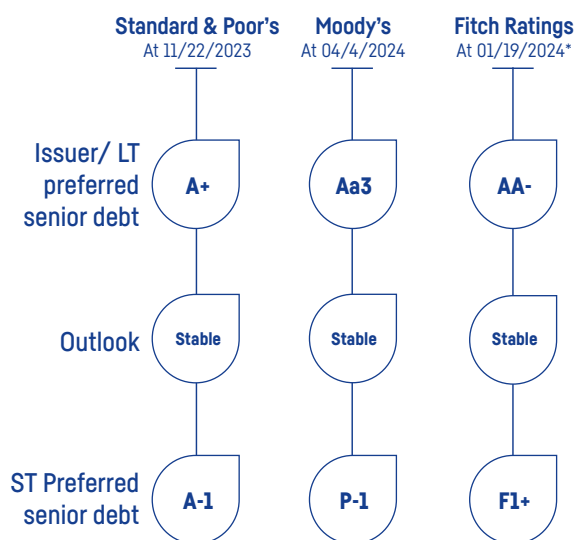 Standard & Poor's Moody's Fitch Ratings
At 11/22/2023 At 04/4/2024 At 01/19/2024*
Issuer/ LT
preferred
senior debt
A+ Aa3 AA-
Outlook Stable Stable Stable
ST Preferred
senior debt
A-1 P-1 F1+